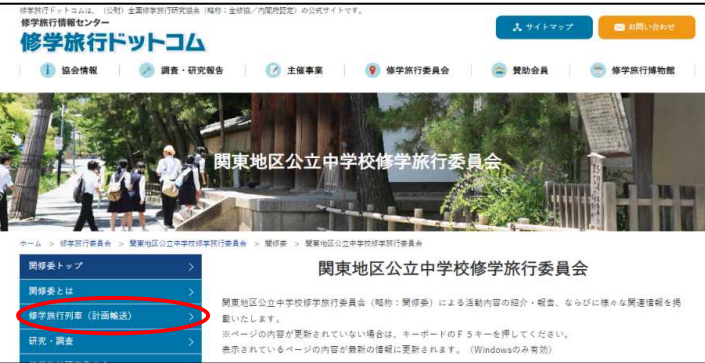 修学旅行ドットコムは、(公財)全国修学旅行研究協会(略称:全修協/内閣府認定)の公式サイトです。
修学旅行情報センター
修学旅行ドットコム
サイトマップ
お問い合わせ
協会情報
調査・研究報告
主催事業
修学旅行委員会
賛助会員
修学旅行博物館
関東地区公立中学校修学旅行委員会
ホーム > 修学旅行委員会 > 関東地区公立中学校修学旅行委員会 > 関修委 > 関東地区公立中学校修学旅行委員会
関修委トップ
関修委とは
修学旅行列車(計画輸送)
研究・調査
関東地区公立中学校修学旅行委員会
関東地区公立中学校修学旅行委員会(略称:関修委)による活動内容の紹介・報告、ならびに様々な関連情報を掲
載いたします。
※ページの内容が更新されていない場合は、キーボードのF5キーを押してください。
表示されているページの内容が最新の情報に更新されます。(Windowsのみ有効)